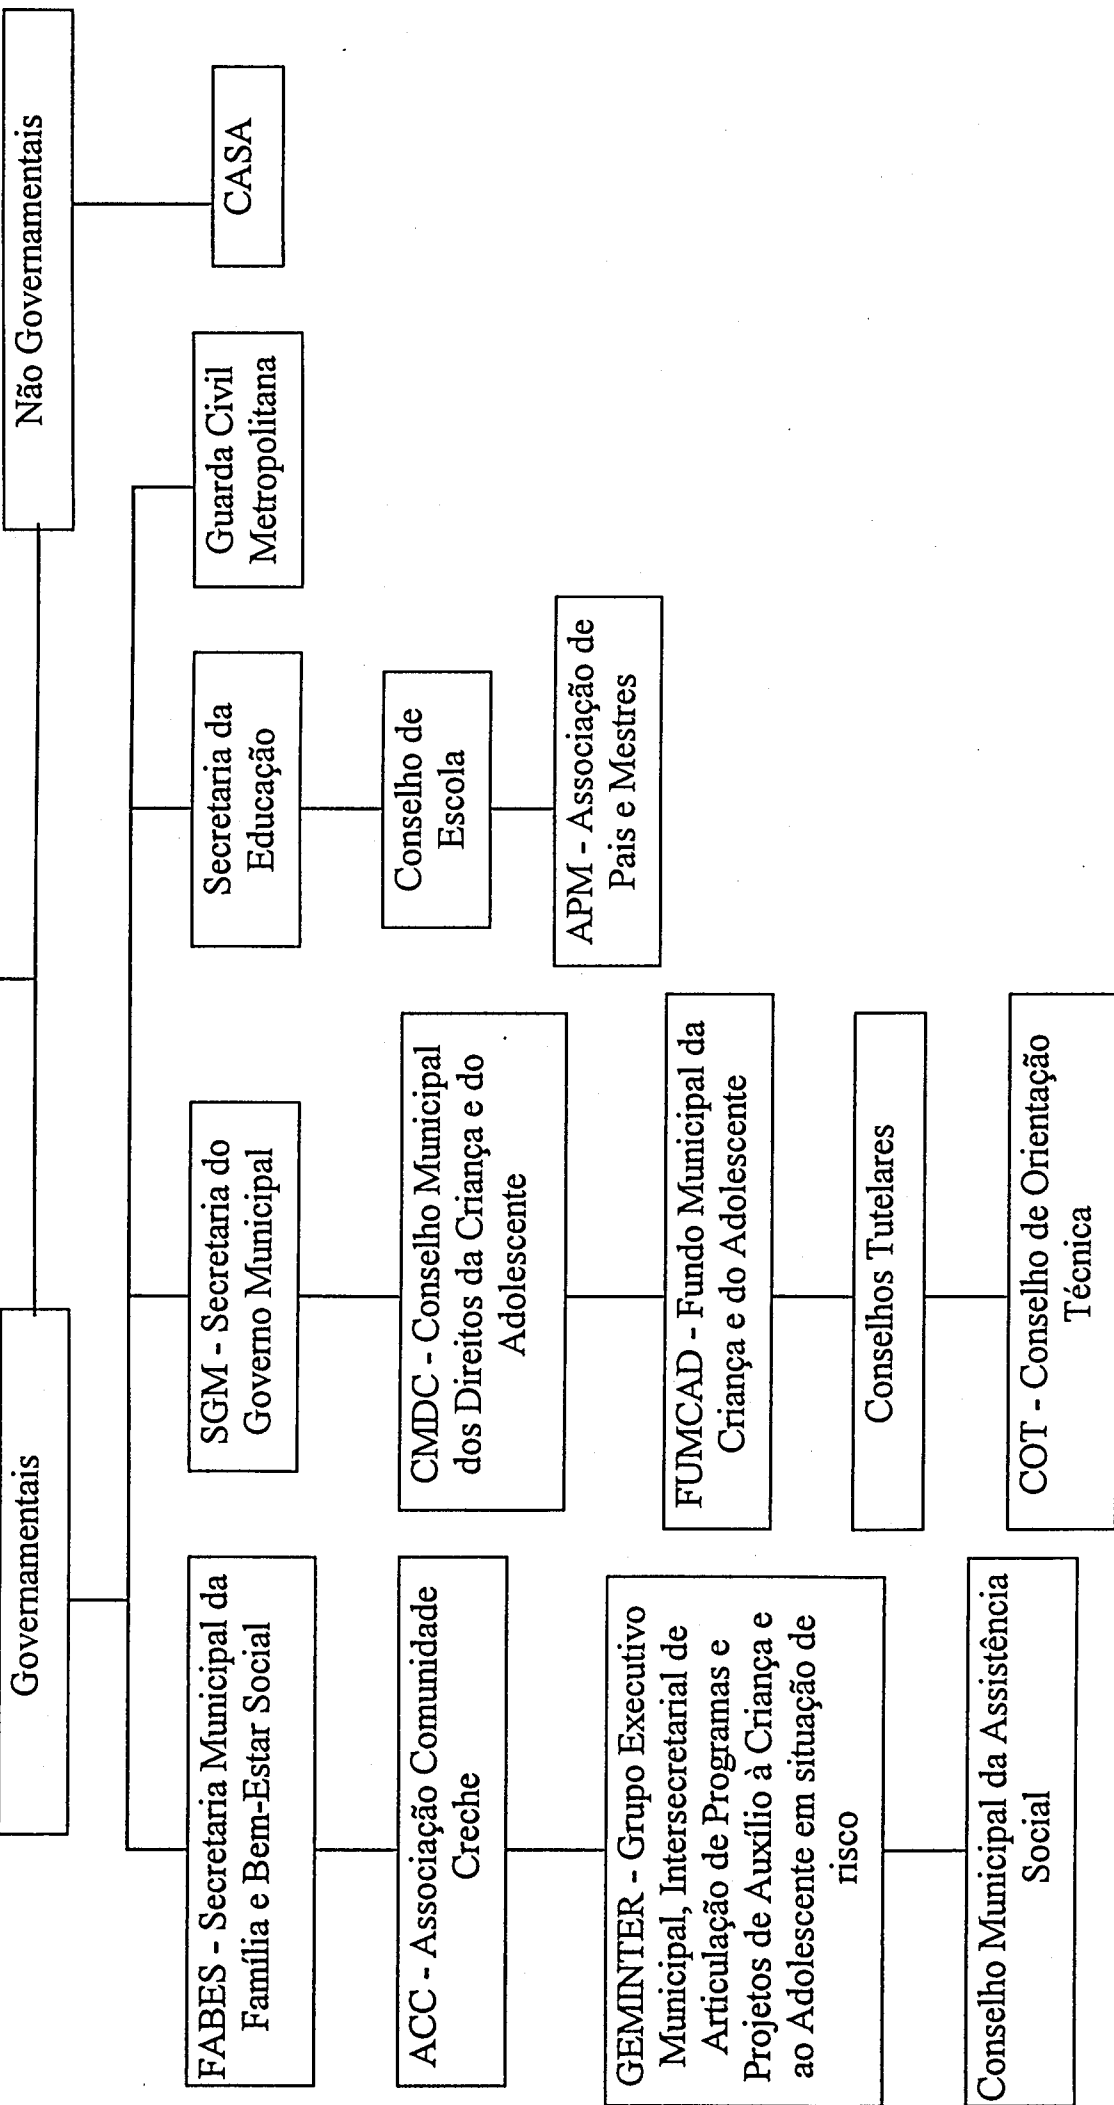 Governamentais
Não Governamentais
FABES - Secretaria Municipal da
Família e Bem-Estar Social
SGM - Secretaria do
Governo Municipal
Secretaria da
Educação
Guarda Civil
Metropolitana
CASA
ACC - Associação Comunidade
Creche
CMDC - Conselho Municipal
dos Direitos da Criança e do
Adolescente
Conselho de
Escola
GEMINTER - Grupo Executivo
Municipal, Intersecretarial de
Articulação de Programas e
Projetos de Auxílio à Criança e
ao Adolescente em situação de
risco
FUMCAD - Fundo Municipal da
Criança e do Adolescente
APM - Associação de
Pais e Mestres
Conselhos Tutelares
Conselho Municipal da Assistência
Social
COT - Conselho de Orientação
Técnica